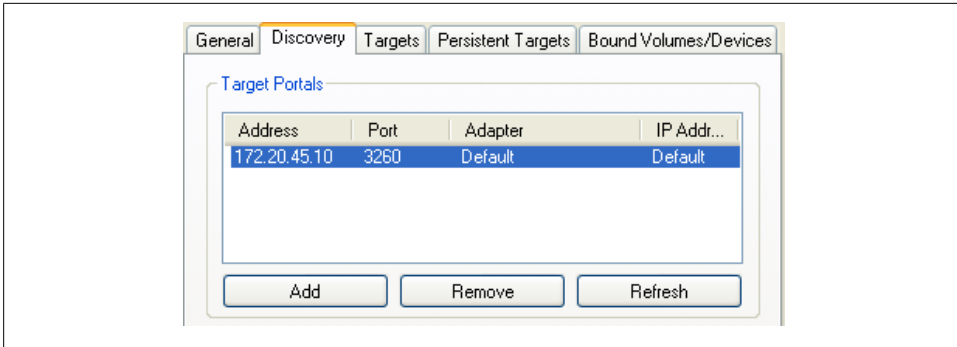 General Discovery Targets Persistent Targets Bound Volumes/Devices
Target Portals
Address Port Adapter IP Addr...
172.20.45.10 3260 Default Default
Add Remove Refresh